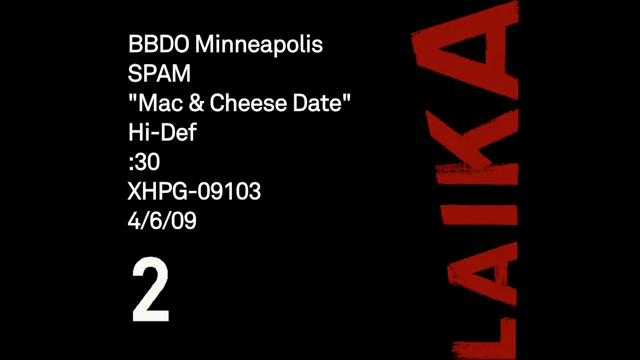 BBDO Minneapolis
SPAM
"Mac & Cheese Date"
Hi-Def
:30
XHPG-09103
4/6/09
2
LAIKA